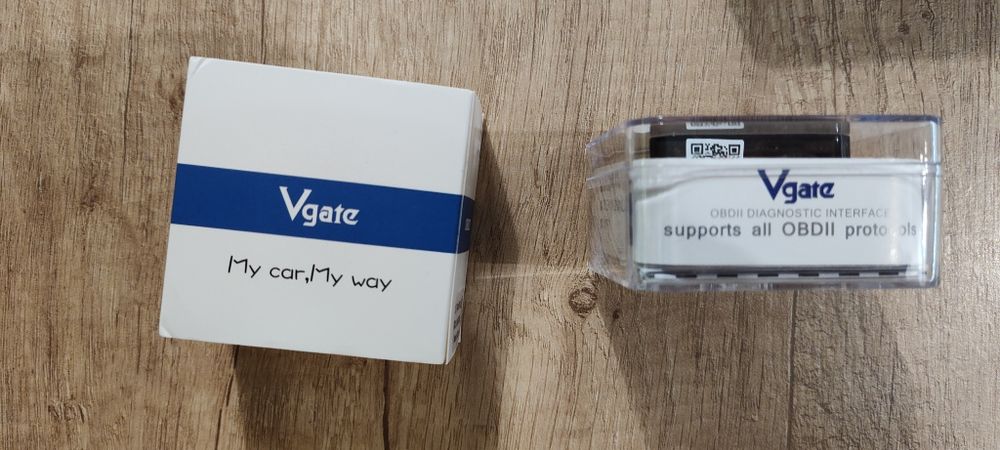 Vgate
My car,My way
Vgate
OBDII DIAGNOSTIC INTERFACE
supports all OBDII protocols